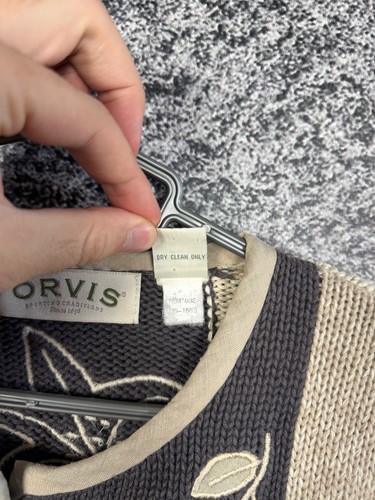 DRY CLEAN ONLY
ORVIS®
SPORTING TRADITIONS
Since 1856